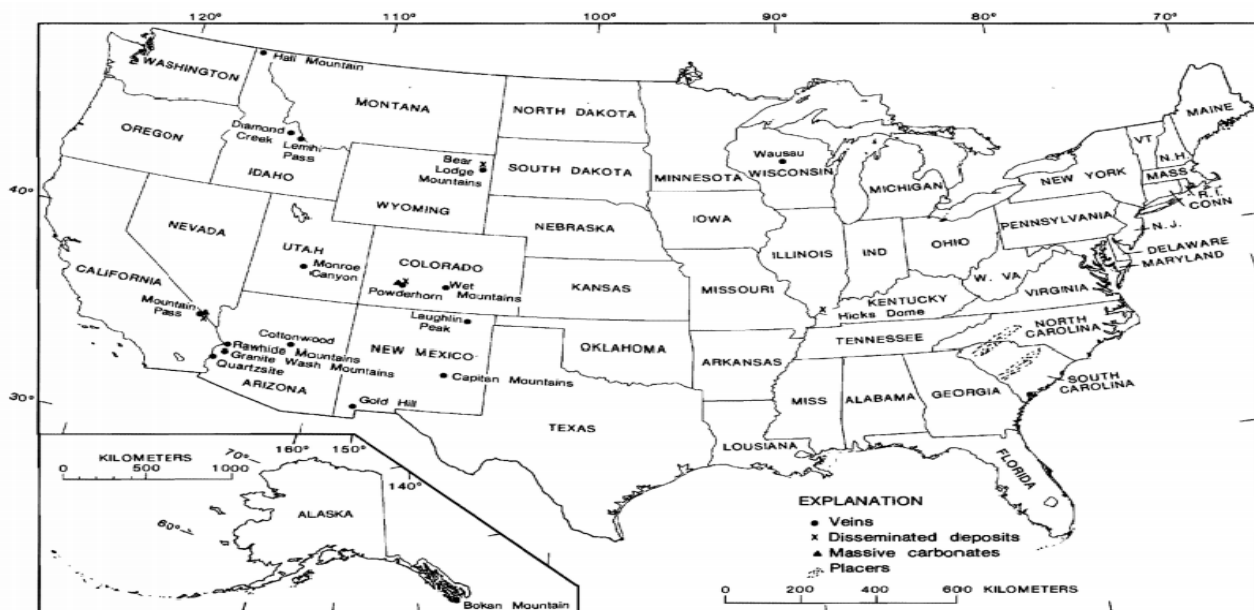 120°
110°
100°
90°
80°
70°
WASHINGTON
Hall Mountain
MONTANA
NORTH DAKOTA
MAINE
OREGON
Diamond
Creek
Lemhi
Pass
IDAHO
Bear
Lodge
Mountains
SOUTH DAKOTA
MINNESOTA
Wausau
WISCONSIN
MICHIGAN
VT
N.H.
MASS
NEW YORK
R.I.
CONN
40°
WYOMING
NEVADA
NEBRASKA
IOWA
PENNSYLVANIA
N.J.
UTAH
Monroe
Canyon
COLORADO
Powderhorn
Wet
Mountains
ILLINOIS
IND
OHIO
DELAWARE
MARYLAND
W. VA
CALIFORNIA
KANSAS
MISSOURI
KENTUCKY
VIRGINIA
Mountain
Pass
Laughlin
Peak
Hicks Dome
NORTH
CAROLINA
TENNESSEE
Cottonwood
Rawhide Mountains
Granite Wash Mountains
Quartzsite
ARIZONA
NEW MEXICO
Capitan Mountains
OKLAHOMA
ARKANSAS
SOUTH
CAROLINA
30°
Gold Hill
TEXAS
MISS
ALABAMA
GEORGIA
LOUSIANA
FLORIDA
KILOMETERS
0 500 1000
70°
160°
150°
140°
60°
ALASKA
Bokan Mountain
EXPLANATION
Veins
Disseminated deposits
Massive carbonates
Placers
0 200 400 600 KILOMETERS